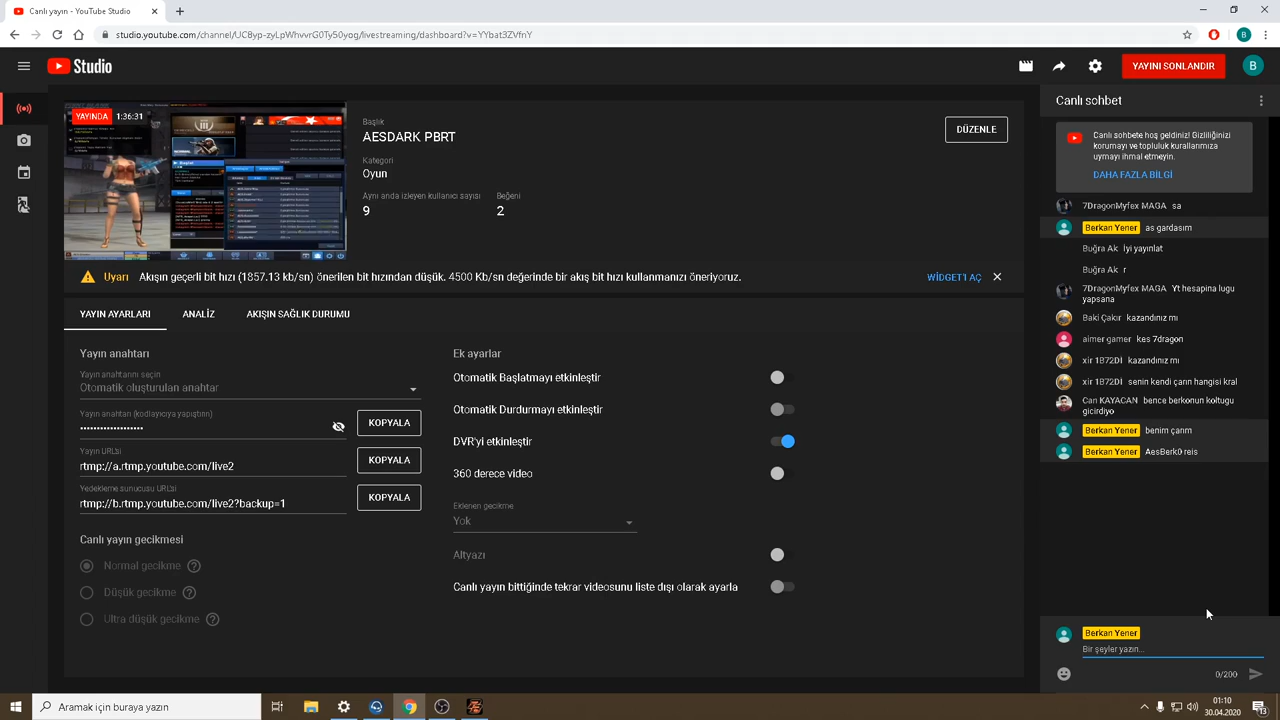 Canlı yayın - YouTube Studio
studio.youtube.com/channel/UC8yp-zyLpWhvvrG0Ty50yog/livestreaming/dashboard?v=YYbat3ZVfnY
B
Studio
YAYINI SONLANDIR
B
YAYINDA 1:36:31
Başlık
AESDARK PBRT
DÜZENLE
Kategori
Oyun
Aynı anda izleyen kullanıcı sayısı
Beğeni
9
2
Uyarı Akışın geçerli bit hızı (1857.13 kb/sn) önerilen bit hızından düşük. 4500 Kb/sn değerinde bir akış bit hızı kullanmanızı öneriyoruz.
WİDGET'I AÇ
YAYIN AYARLARI
ANALİZ
AKIŞIN SAĞLIK DURUMU
Yayın anahtarı
Yayın anahtarını seçin
Otomatik oluşturulan anahtar
Yayın anahtarı (kodlayıcıya yapıştırın)
••••••••••••••••••
KOPYALA
Yayın URL'si
rtmp://a.rtmp.youtube.com/live2
KOPYALA
Yedekleme sunucusu URL'si
rtmp://b.rtmp.youtube.com/live2?backup=1
KOPYALA
Canlı yayın gecikmesi
Normal gecikme
Düşük gecikme
Ultra düşük gecikme
Ek ayarlar
Otomatik Başlatmayı etkinleştir
Otomatik Durdurmayı etkinleştir
DVR'yi etkinleştir
360 derece video
Eklenen gecikme
Yok
Altyazı
Canlı yayın bittiğinde tekrar videosunu liste dışı olarak ayarla
Canlı sohbet
Canlı sohbete hoş geldiniz! Gizliliğinizi
korumayı ve topluluk kurallarımıza
uymayı ihmal etmeyin.
DAHA FAZLA BİLGİ
7DragonMyfex MAGA sa
Berkan Yener as canım
Buğra Ak İyi yayınlat
Buğra Ak r
7DragonMyfex MAGA Yt hesapina lugu
yapsana
Baki Çakır kazandınız mı
aimer gamer kes 7dragon
xir 1B72Dİ kazandınız mı
xir 1B72Dİ senin kendi çarın hangisi kral
Can KAYACAN bence berkonun koltugu
gicirdiyo
Berkan Yener benim çarım
Berkan Yener AesBerk0 reis
Berkan Yener
Bir şeyler yazın...
0/200
Aramak için buraya yazın
01:10
30.04.2020
13